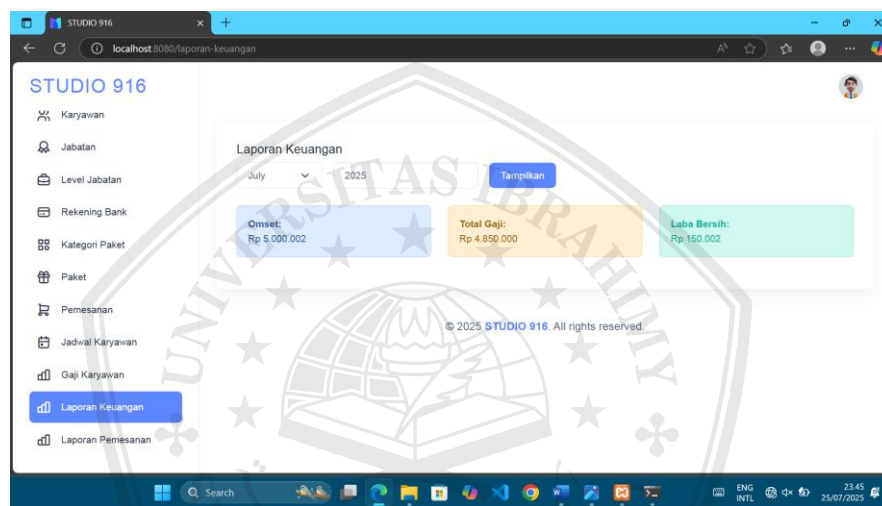 STUDIO 916
localhost:8080/laporan-keuangan
STUDIO 916
Karyawan
Jabatan
Level Jabatan
Rekening Bank
Kategori Paket
Paket
Pemesanan
Jadwal Karyawan
Gaji Karyawan
Laporan Keuangan
Laporan Pemesanan
Laporan Keuangan
July 2025 Tampilkan
Omset:
Rp 5.000.002
Total Gaji:
Rp 4.850.000
Laba Bersih:
Rp 150.002
© 2025 STUDIO 916. All rights reserved.
UNIVERSITAS IBRAHIMY
Search
ENG
INTL
23.45
25/07/2025